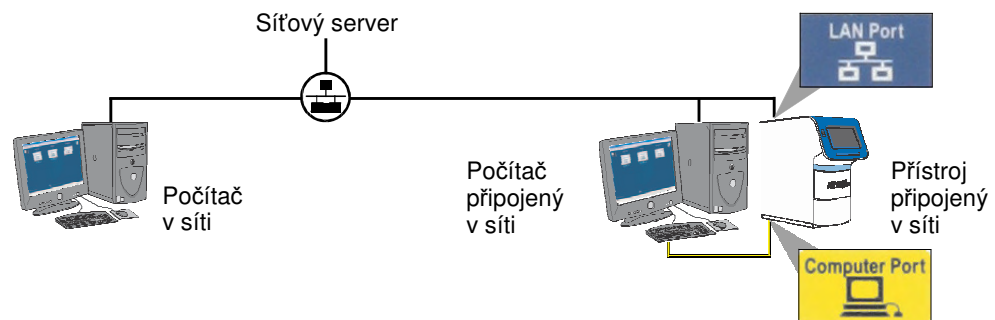 Síťový server
LAN Port
Počítač
v síti
Počítač
připojený
v síti
Přístroj
připojený
v síti
Computer Port